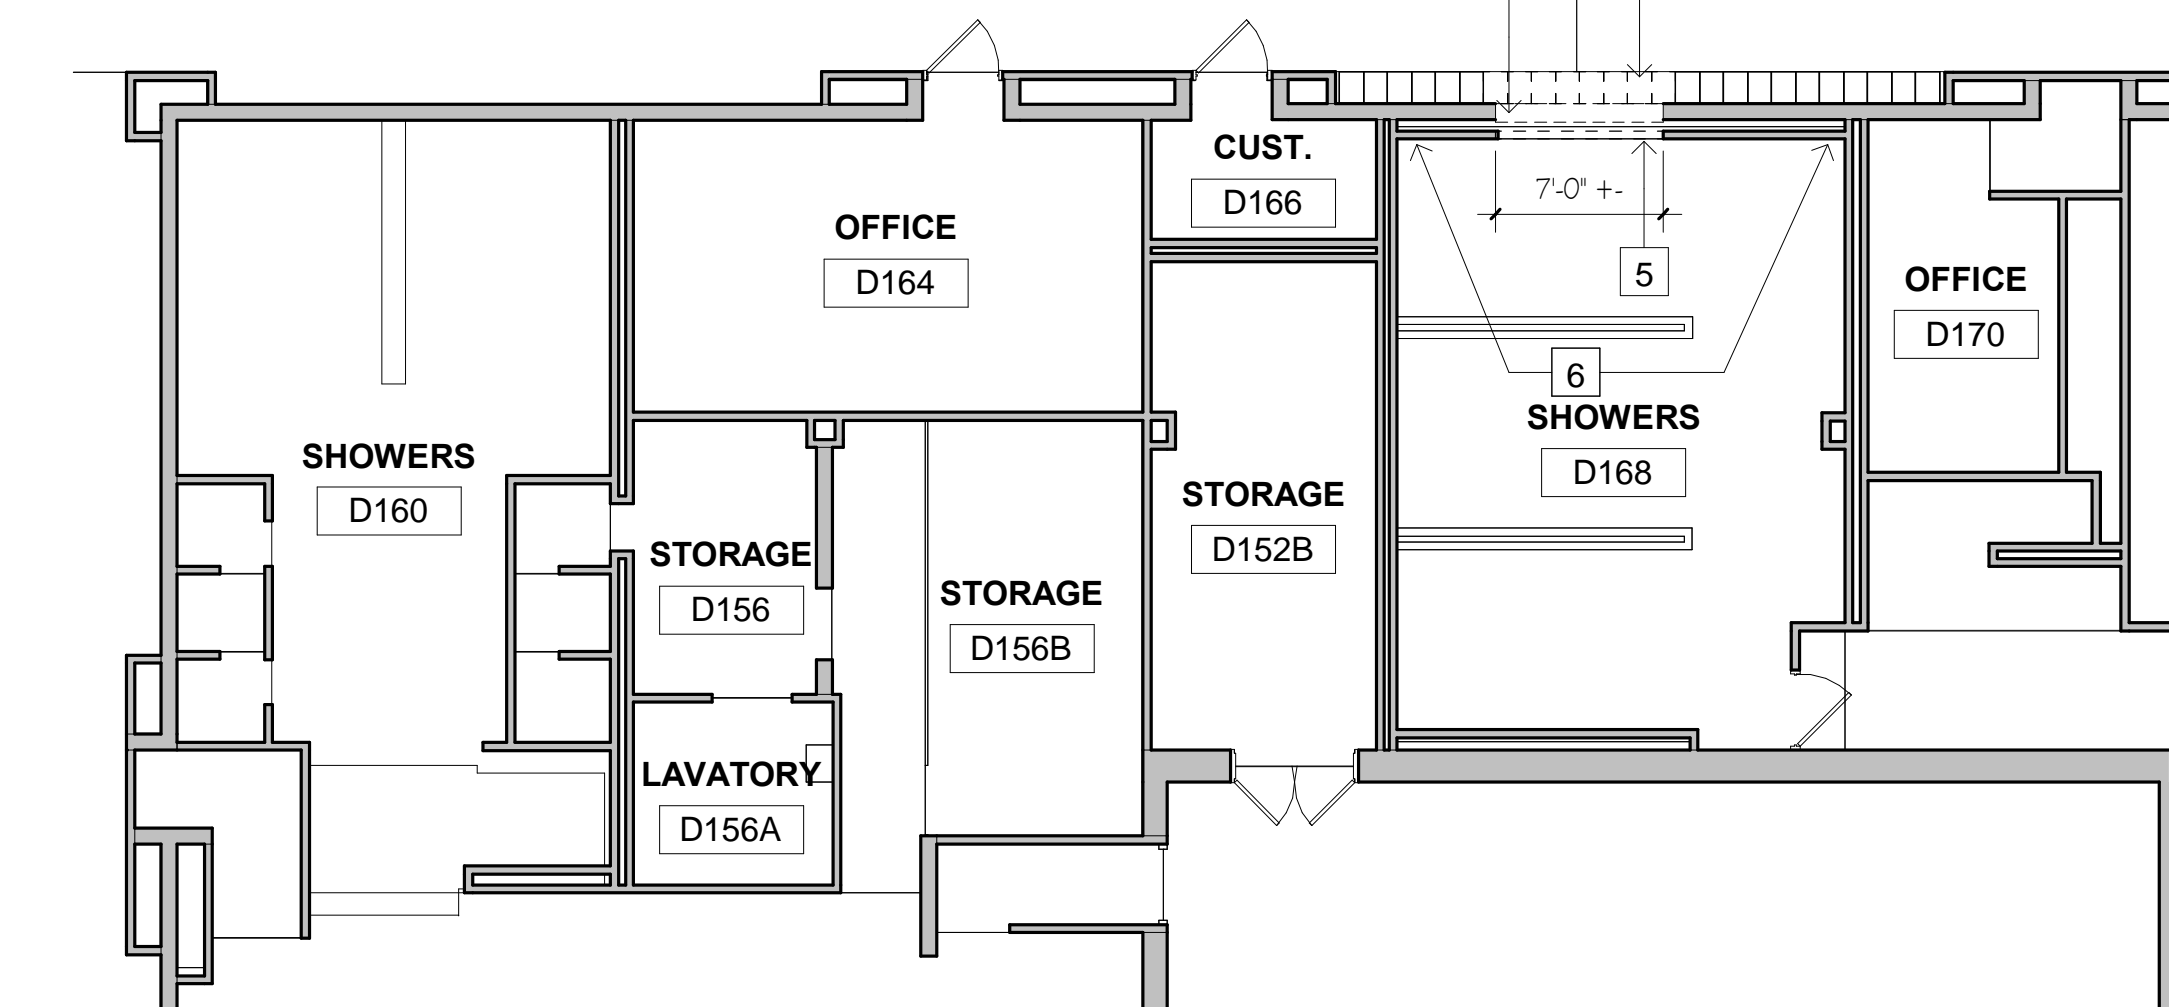 CUST.
D166
7'-0" +-
OFFICE
D164
5
OFFICE
D170
6
SHOWERS
D168
SHOWERS
D160
STORAGE
D152B
STORAGE
D156
STORAGE
D156B
LAVATORY
D156A